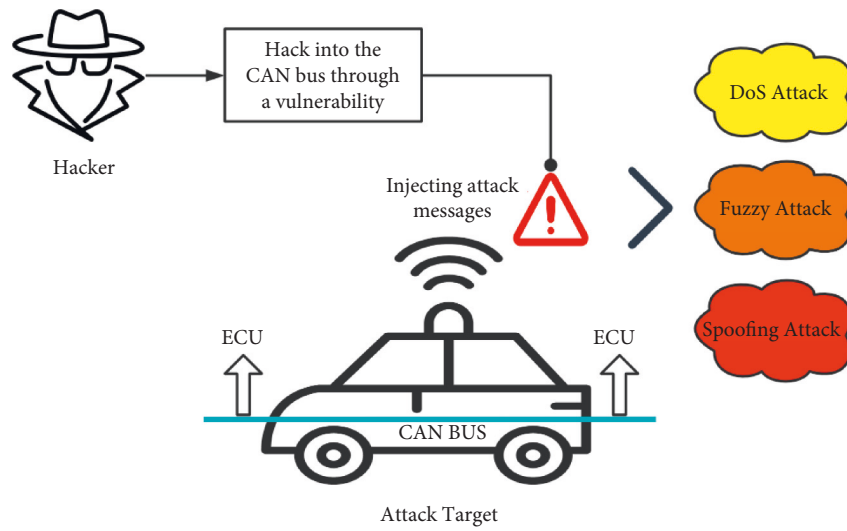 Hack into the
CAN bus through
a vulnerability
DoS Attack
Hacker
Injecting attack
messages
Fuzzy Attack
Spoofing Attack
ECU
ECU
CAN BUS
Attack Target